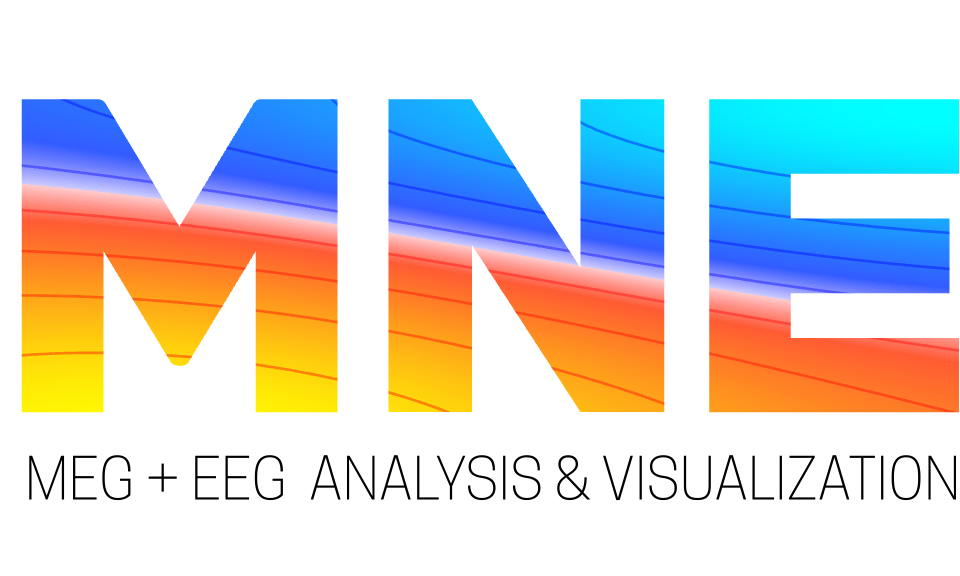 MNE
MEG + EEG ANALYSIS & VISUALIZATION